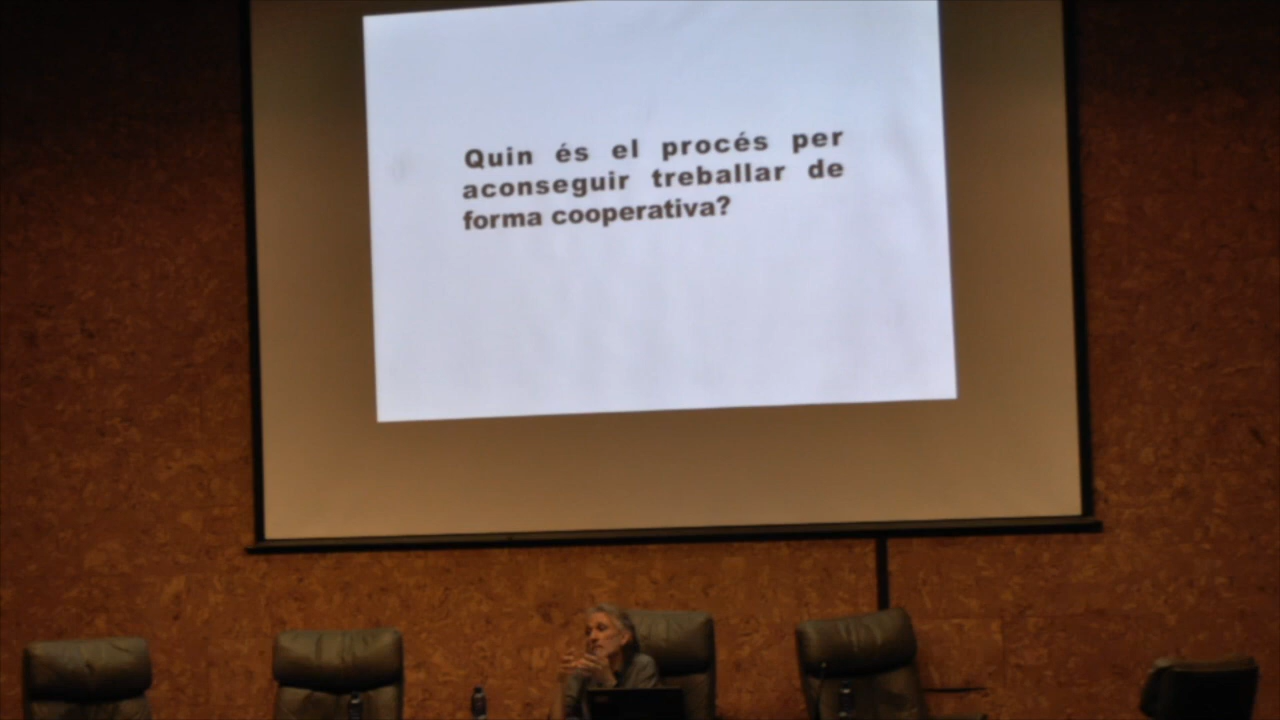 Quin és el procés per
aconseguir treballar de
forma cooperativa?